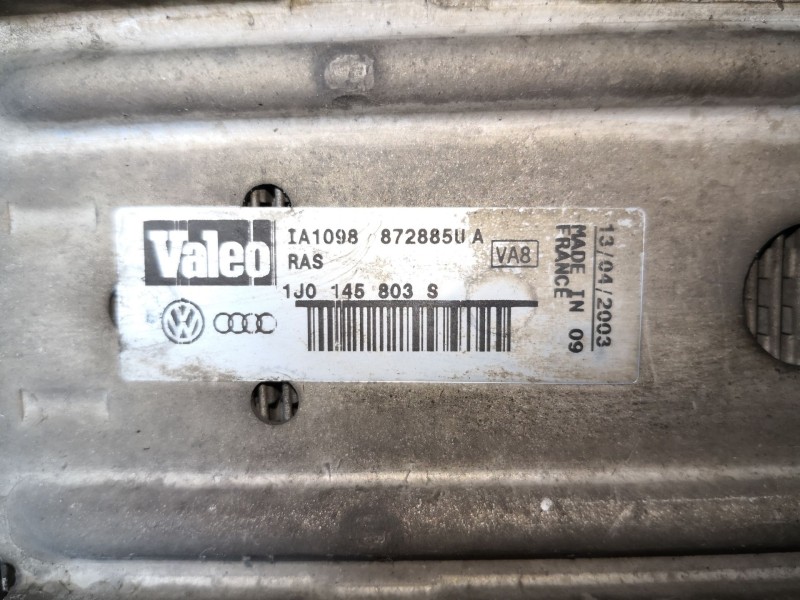 Valeo
IA1098 872885U A
RAS
VA8
1J0 145 803 S
13/04/2003
MADE IN 09
FRANCE